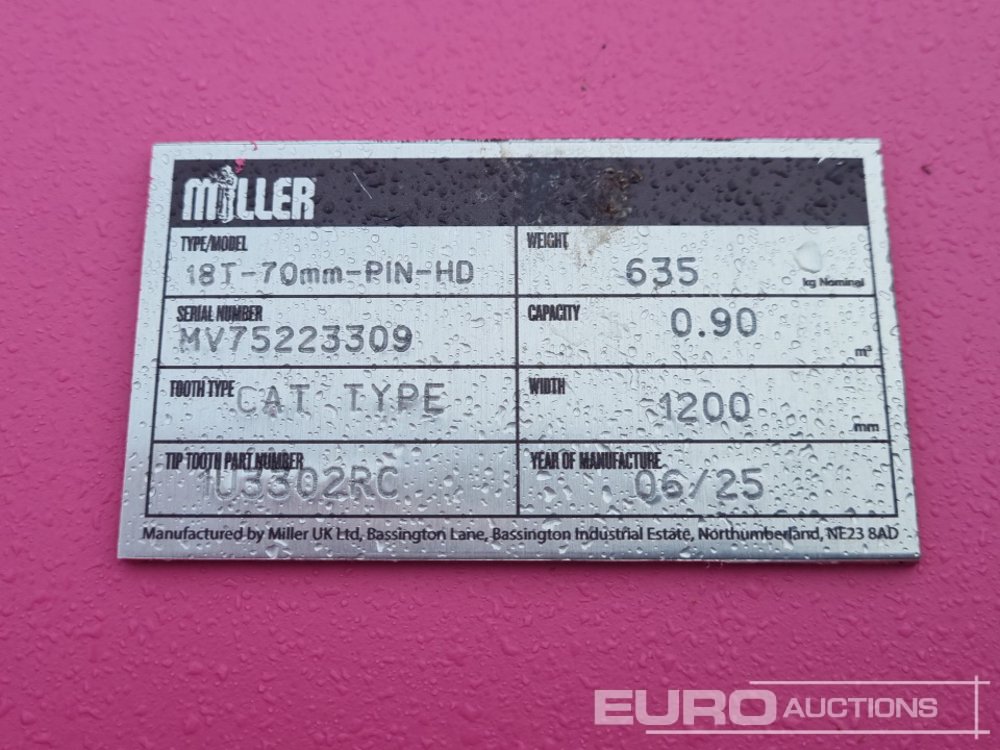 MILLER
TYPE/MODEL
18T-70mm-PIN-HD
WEIGHT
635
kg Nominal
SERIAL NUMBER
MV75223309
CAPACITY
0.90
m³
TOOTH TYPE
CAT TYPE
WIDTH
1200
mm
TIP TOOTH PART NUMBER
1U3302RC
YEAR OF MANUFACTURE
06/25
Manufactured by Miller UK Ltd, Bassington Lane, Bassington Industrial Estate, Northumberland, NE23 8AD
EURO AUCTIONS